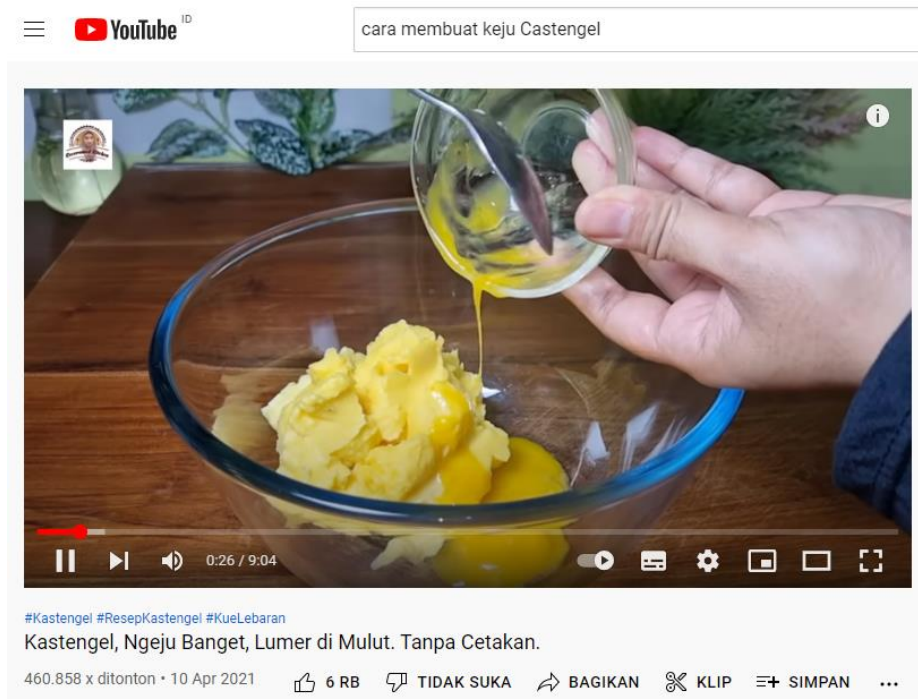 YouTube ID
cara membuat keju Castengel
0:26 / 9:04
#Kastengel #ResepKastengel #KueLebaran
Kastengel, Ngeju Banget, Lumer di Mulut. Tanpa Cetakan.
460.858 x ditonton • 10 Apr 2021 6 RB TIDAK SUKA BAGIKAN KLIP SIMPAN